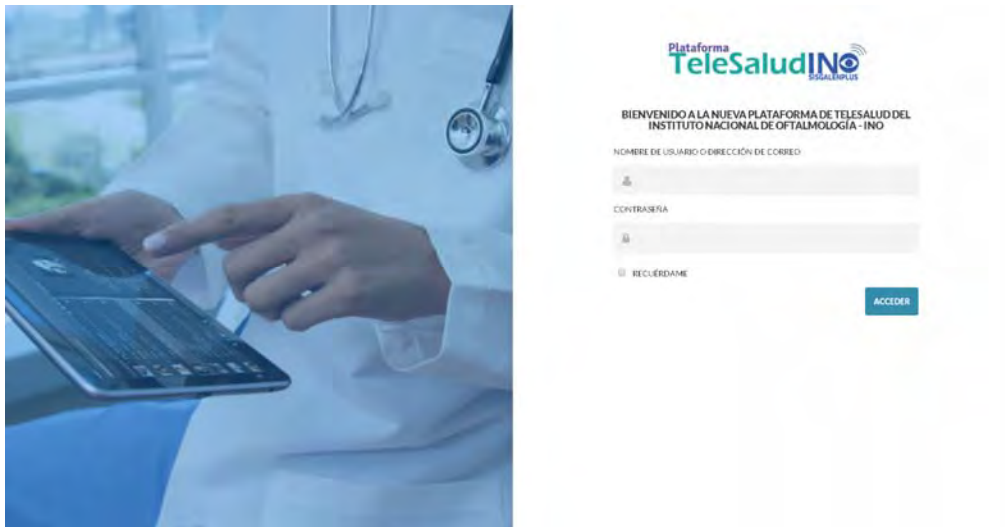 Plataforma
TeleSaludINO
SISGALENPLUS
BIENVENIDO A LA NUEVA PLATAFORMA DE TELESALUD DEL
INSTITUTO NACIONAL DE OFTALMOLOGÍA - INO
NOMBRE DE USUARIO O DIRECCIÓN DE CORREO
CONTRASEÑA
RECUÉRDAME
ACCEDER